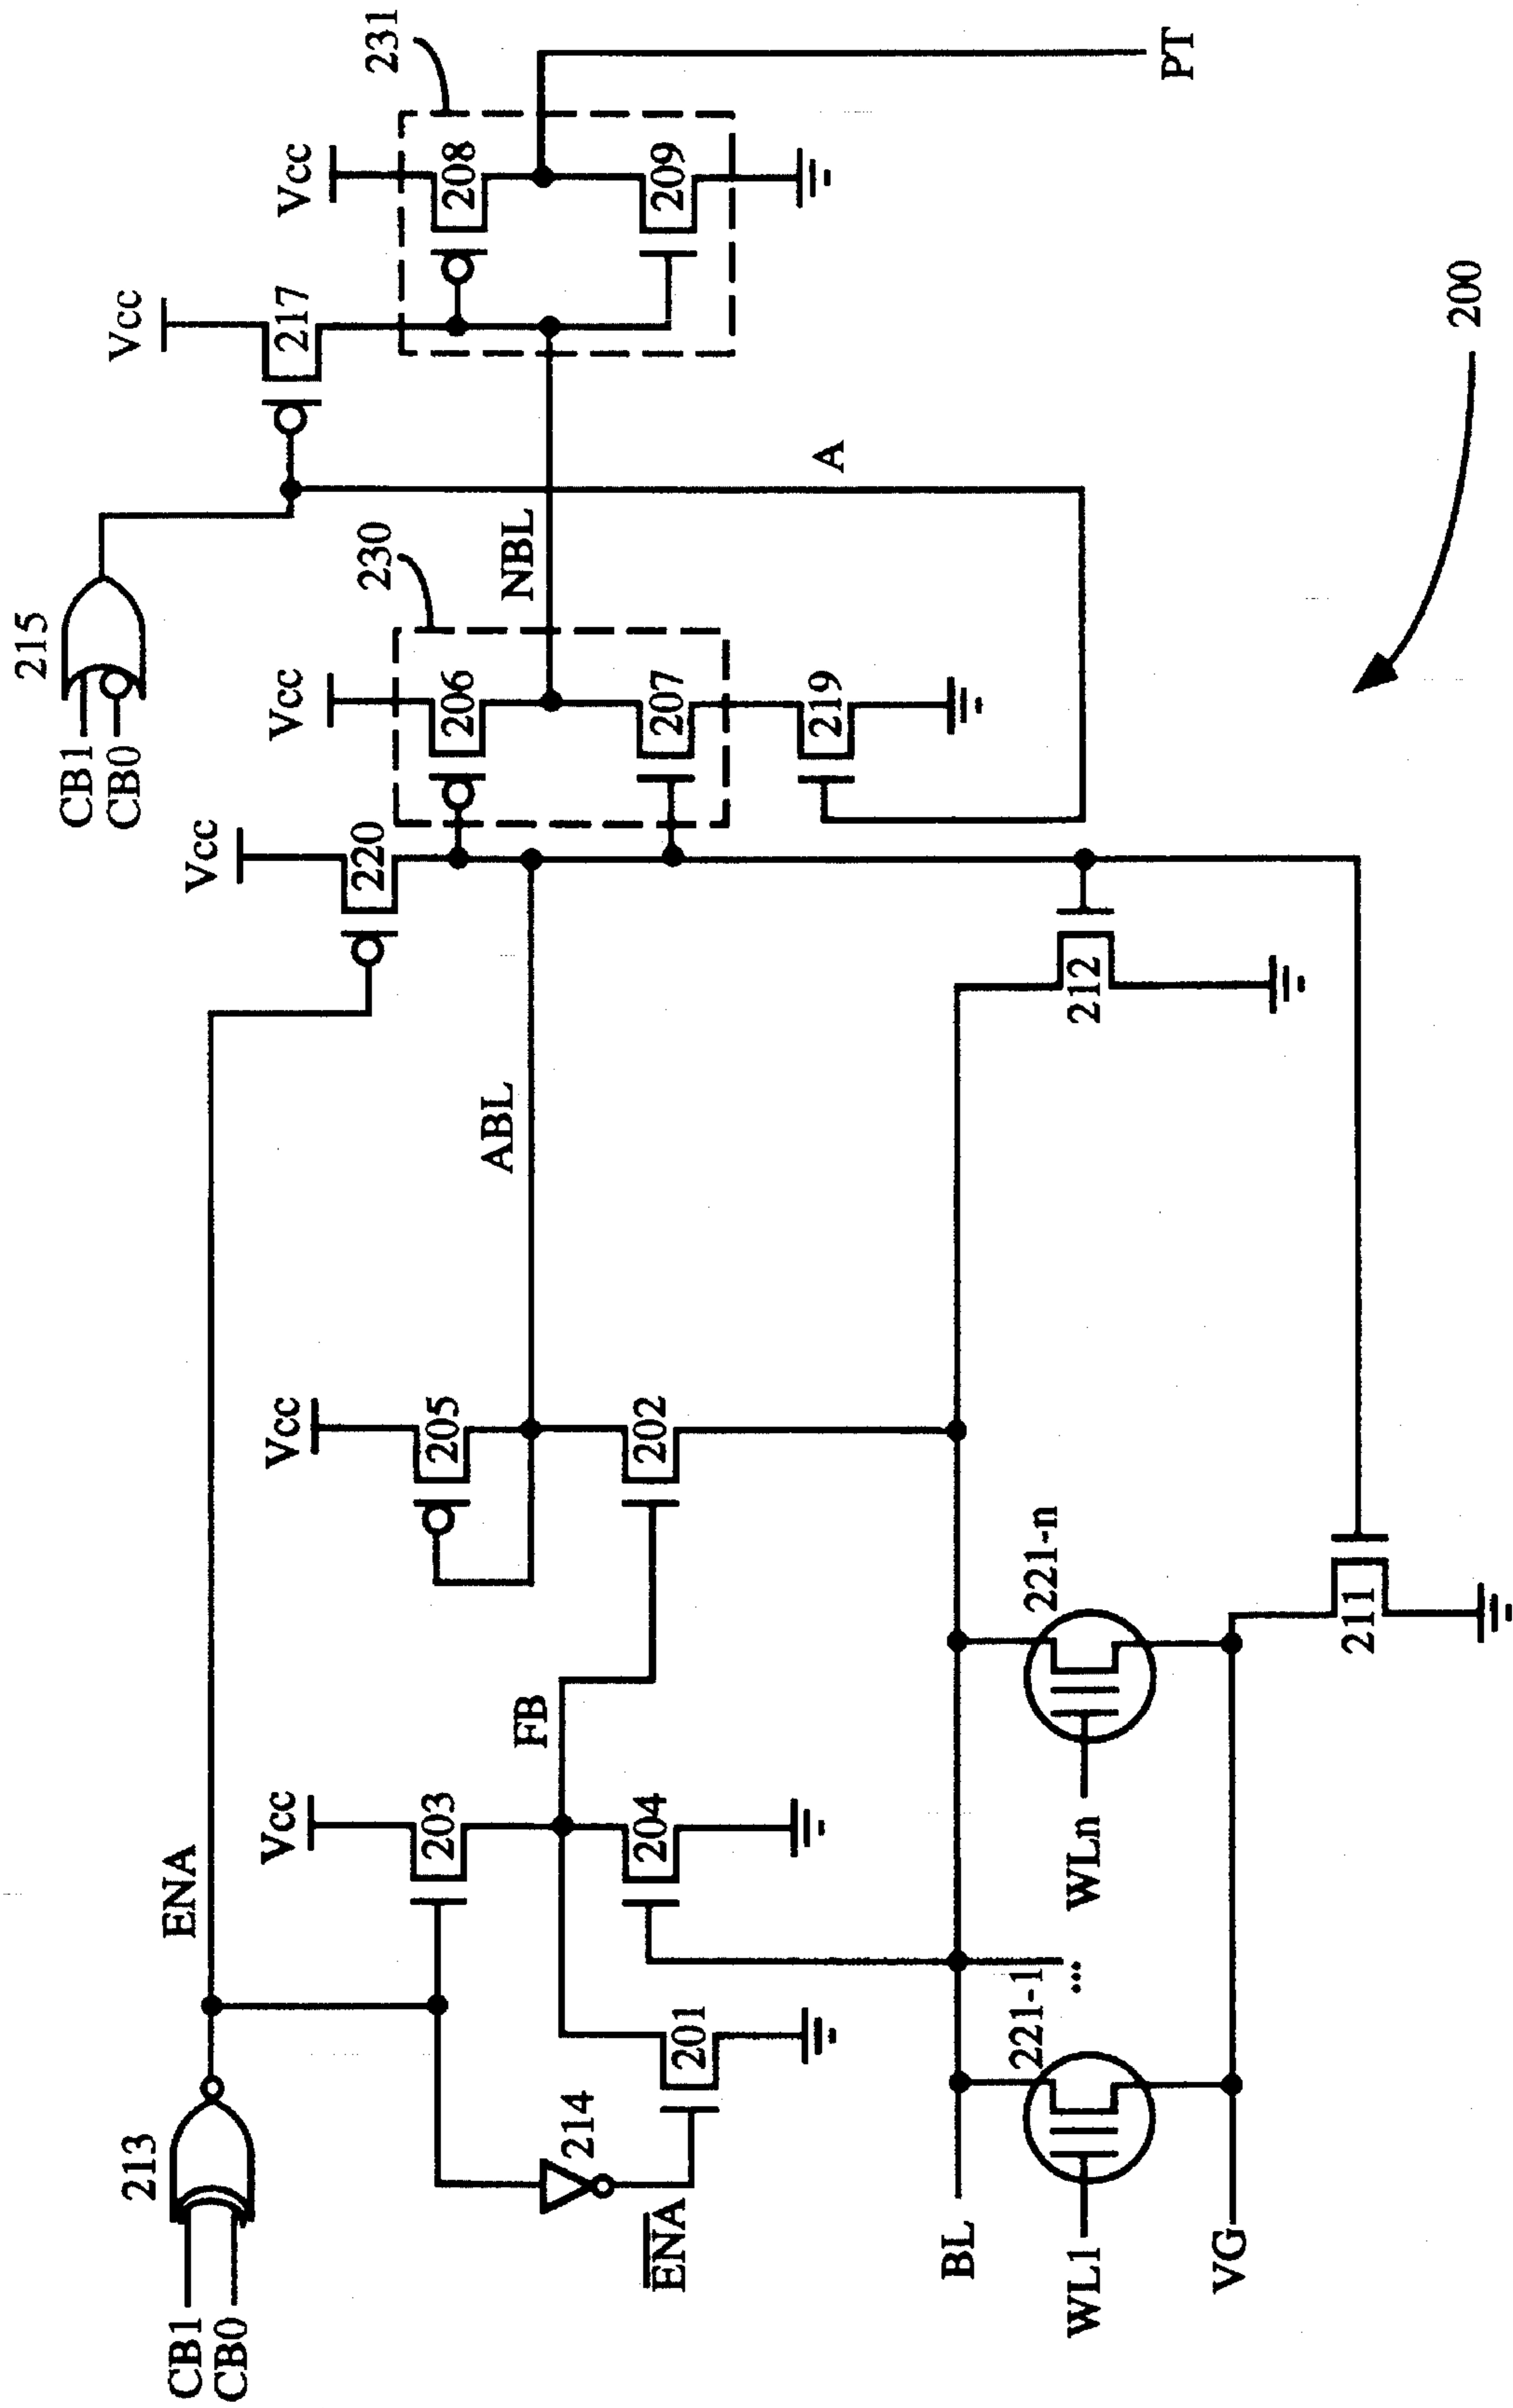 CB1
CB0
213
ENA
214
ENA
Vcc
203
FB
204
201
Vcc
205
202
ABL
BL
WL1
221-1
...
WLn
221-n
VG
211
212
Vcc
220
CB1
CB0
215
Vcc
206
207
230
219
NBL
A
Vcc
217
Vcc
208
209
231
PT
200